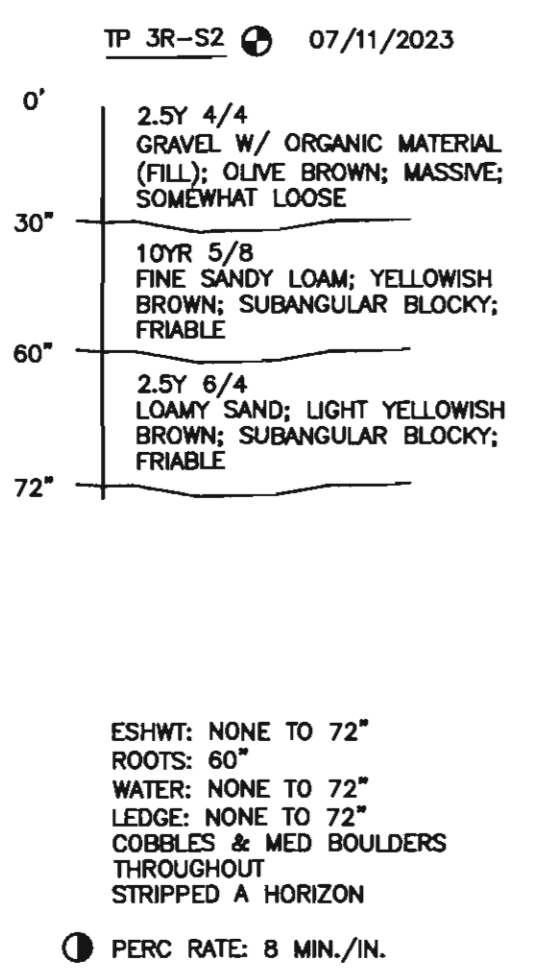 TP 3R-S2 07/11/2023
0'
2.5Y 4/4
GRAVEL W/ ORGANIC MATERIAL
(FILL); OLIVE BROWN; MASSIVE;
SOMEWHAT LOOSE
30"
10YR 5/8
FINE SANDY LOAM; YELLOWISH
BROWN; SUBANGULAR BLOCKY;
FRIABLE
60"
2.5Y 6/4
LOAMY SAND; LIGHT YELLOWISH
BROWN; SUBANGULAR BLOCKY;
FRIABLE
72"
ESHWT: NONE TO 72"
ROOTS: 60"
WATER: NONE TO 72"
LEDGE: NONE TO 72"
COBBLES & MED BOULDERS
THROUGHOUT
STRIPPED A HORIZON
PERC RATE: 8 MIN./IN.